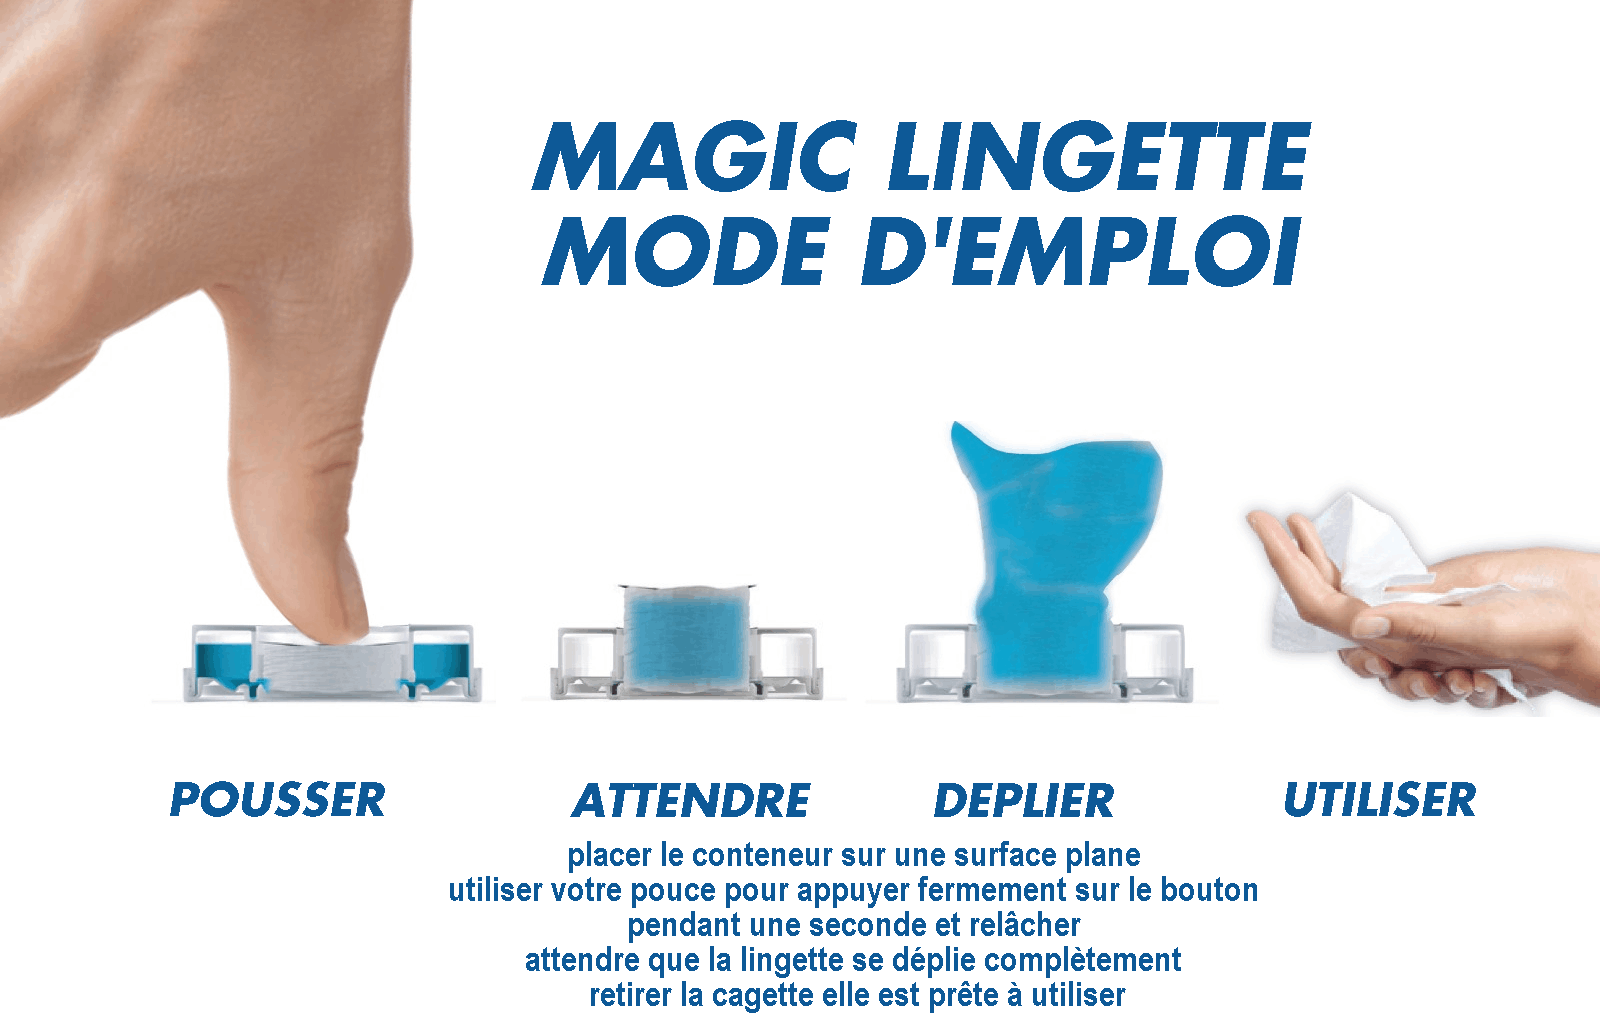 MAGIC LINGETTE
MODE D'EMPLOI
POUSSER ATTENDRE DEPLIER UTILISER
placer le conteneur sur une surface plane
utiliser votre pouce pour appuyer fermement sur le bouton
pendant une seconde et relâcher
attendre que la lingette se déplie complètement
retirer la cagette elle est prête à utiliser